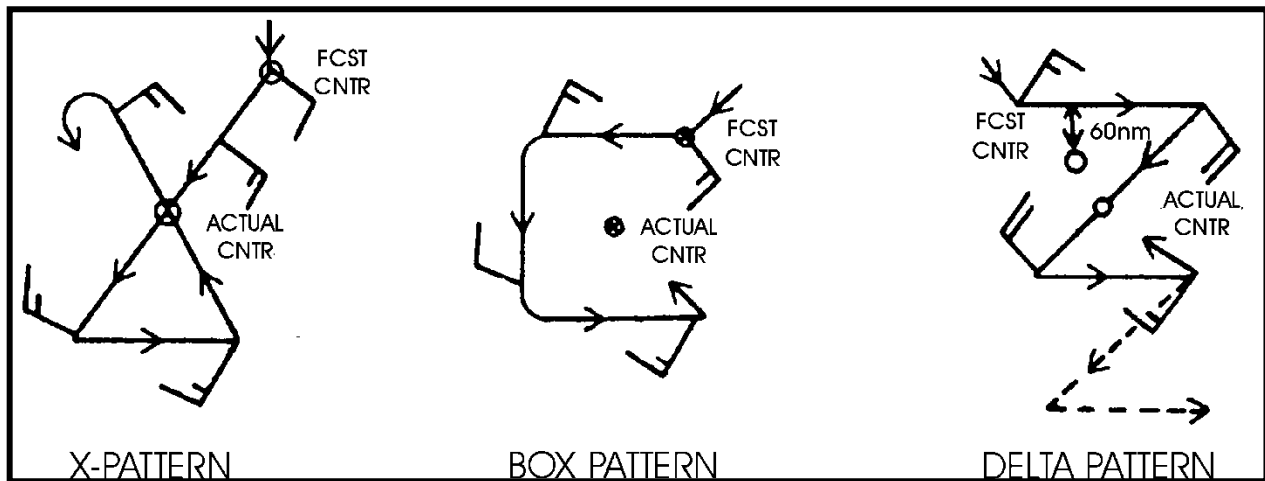 FCST
CNTR
ACTUAL
CNTR
X-PATTERN
FCST
CNTR
ACTUAL
CNTR
BOX PATTERN
FCST
CNTR
60nm
ACTUAL
CNTR
DELTA PATTERN